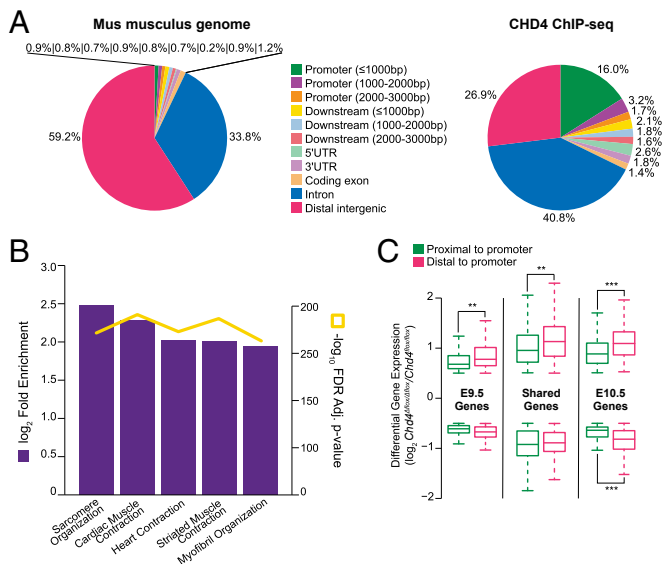 A
Mus musculus genome
CHD4 ChIP-seq
0.9%|0.8%|0.7%|0.9%|0.8%|0.7%|0.2%|0.9%|1.2%
59.2%
33.8%
Promoter (≤1000bp)
Promoter (1000-2000bp)
Promoter (2000-3000bp)
Downstream (≤1000bp)
Downstream (1000-2000bp)
Downstream (2000-3000bp)
5'UTR
3'UTR
Coding exon
Intron
Distal intergenic
16.0%
3.2%
1.7%
2.1%
1.8%
1.6%
2.6%
1.8%
1.4%
26.9%
40.8%
B
log2 Fold Enrichment
3.0
2.5
2.0
1.5
1.0
0.5
0
200
250
150
100
50
0
-log10 FDR Adj; p-value
Sarcomere
Organization
Cardiac Muscle
Contraction
Heart Contraction
Striated Muscle
Contraction
Myofibril Organization
C
Proximal to promoter
Distal to promoter
Differential Gene Expression
(log2 Chd4Δflox/Δflox/Chd4flox/flox)
2
1
0
−1
−2
**
**
***
E9.5
Genes
Shared
Genes
E10.5
Genes
***